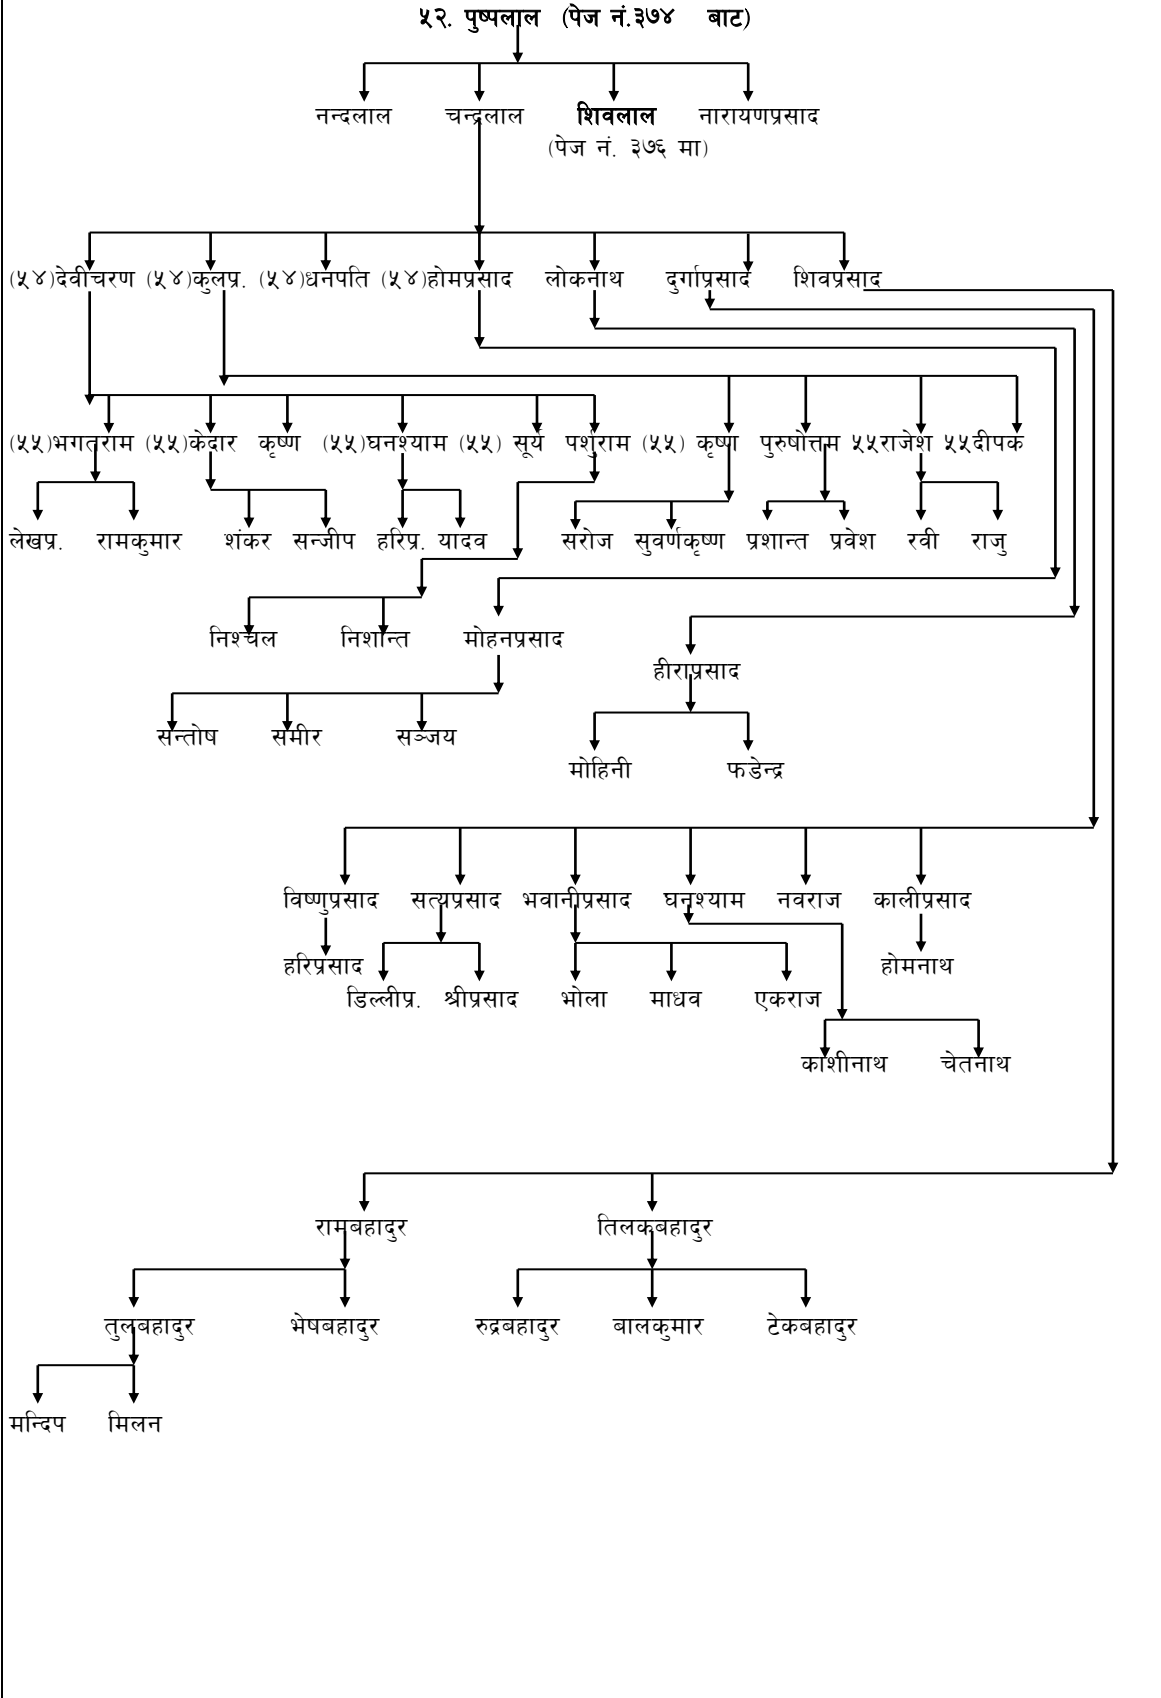 ५२. पुष्पलाल (पेज नं.३७४ बाट)
नन्दलाल चन्द्रलाल शिवलाल नारायणप्रसाद
(पेज नं. ३७६ मा)
(५४)देवीचरण (५४)कुलप्र. (५४)धनपति (५४)होमप्रसाद लोकनाथ दुर्गाप्रसाद शिवप्रसाद
(५५)भगतराम (५५)केदार कृष्ण (५५)घनश्याम (५५) सूर्य पर्शुराम (५५) कृष्ण पुरुषोत्तम ५५राजेश ५५दीपक
लेखप्र. रामकुमार शंकर सन्जीप हरिप्र. यादव सरोज सुवर्णकृष्ण प्रशान्त प्रवेश रवी राजु
निश्चल निशान्त मोहनप्रसाद
हीराप्रसाद
सन्तोष समीर सञ्जय
मोहिनी फडेन्द्र
विष्णुप्रसाद सत्यप्रसाद भवानीप्रसाद घनश्याम नवराज कालीप्रसाद
हरिप्रसाद होमनाथ
डिल्लीप्र. श्रीप्रसाद भोला माधव एकराज
काशीनाथ चेतनाथ
रामबहादुर तिलकबहादुर
तुलबहादुर भेषबहादुर रुद्रबहादुर बालकुमार टेकबहादुर
मन्दिप मिलन